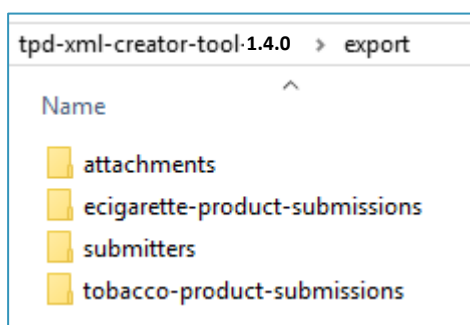 tpd-xml-creator-tool-1.4.0 > export
Name
attachments
ecigarette-product-submissions
submitters
tobacco-product-submissions